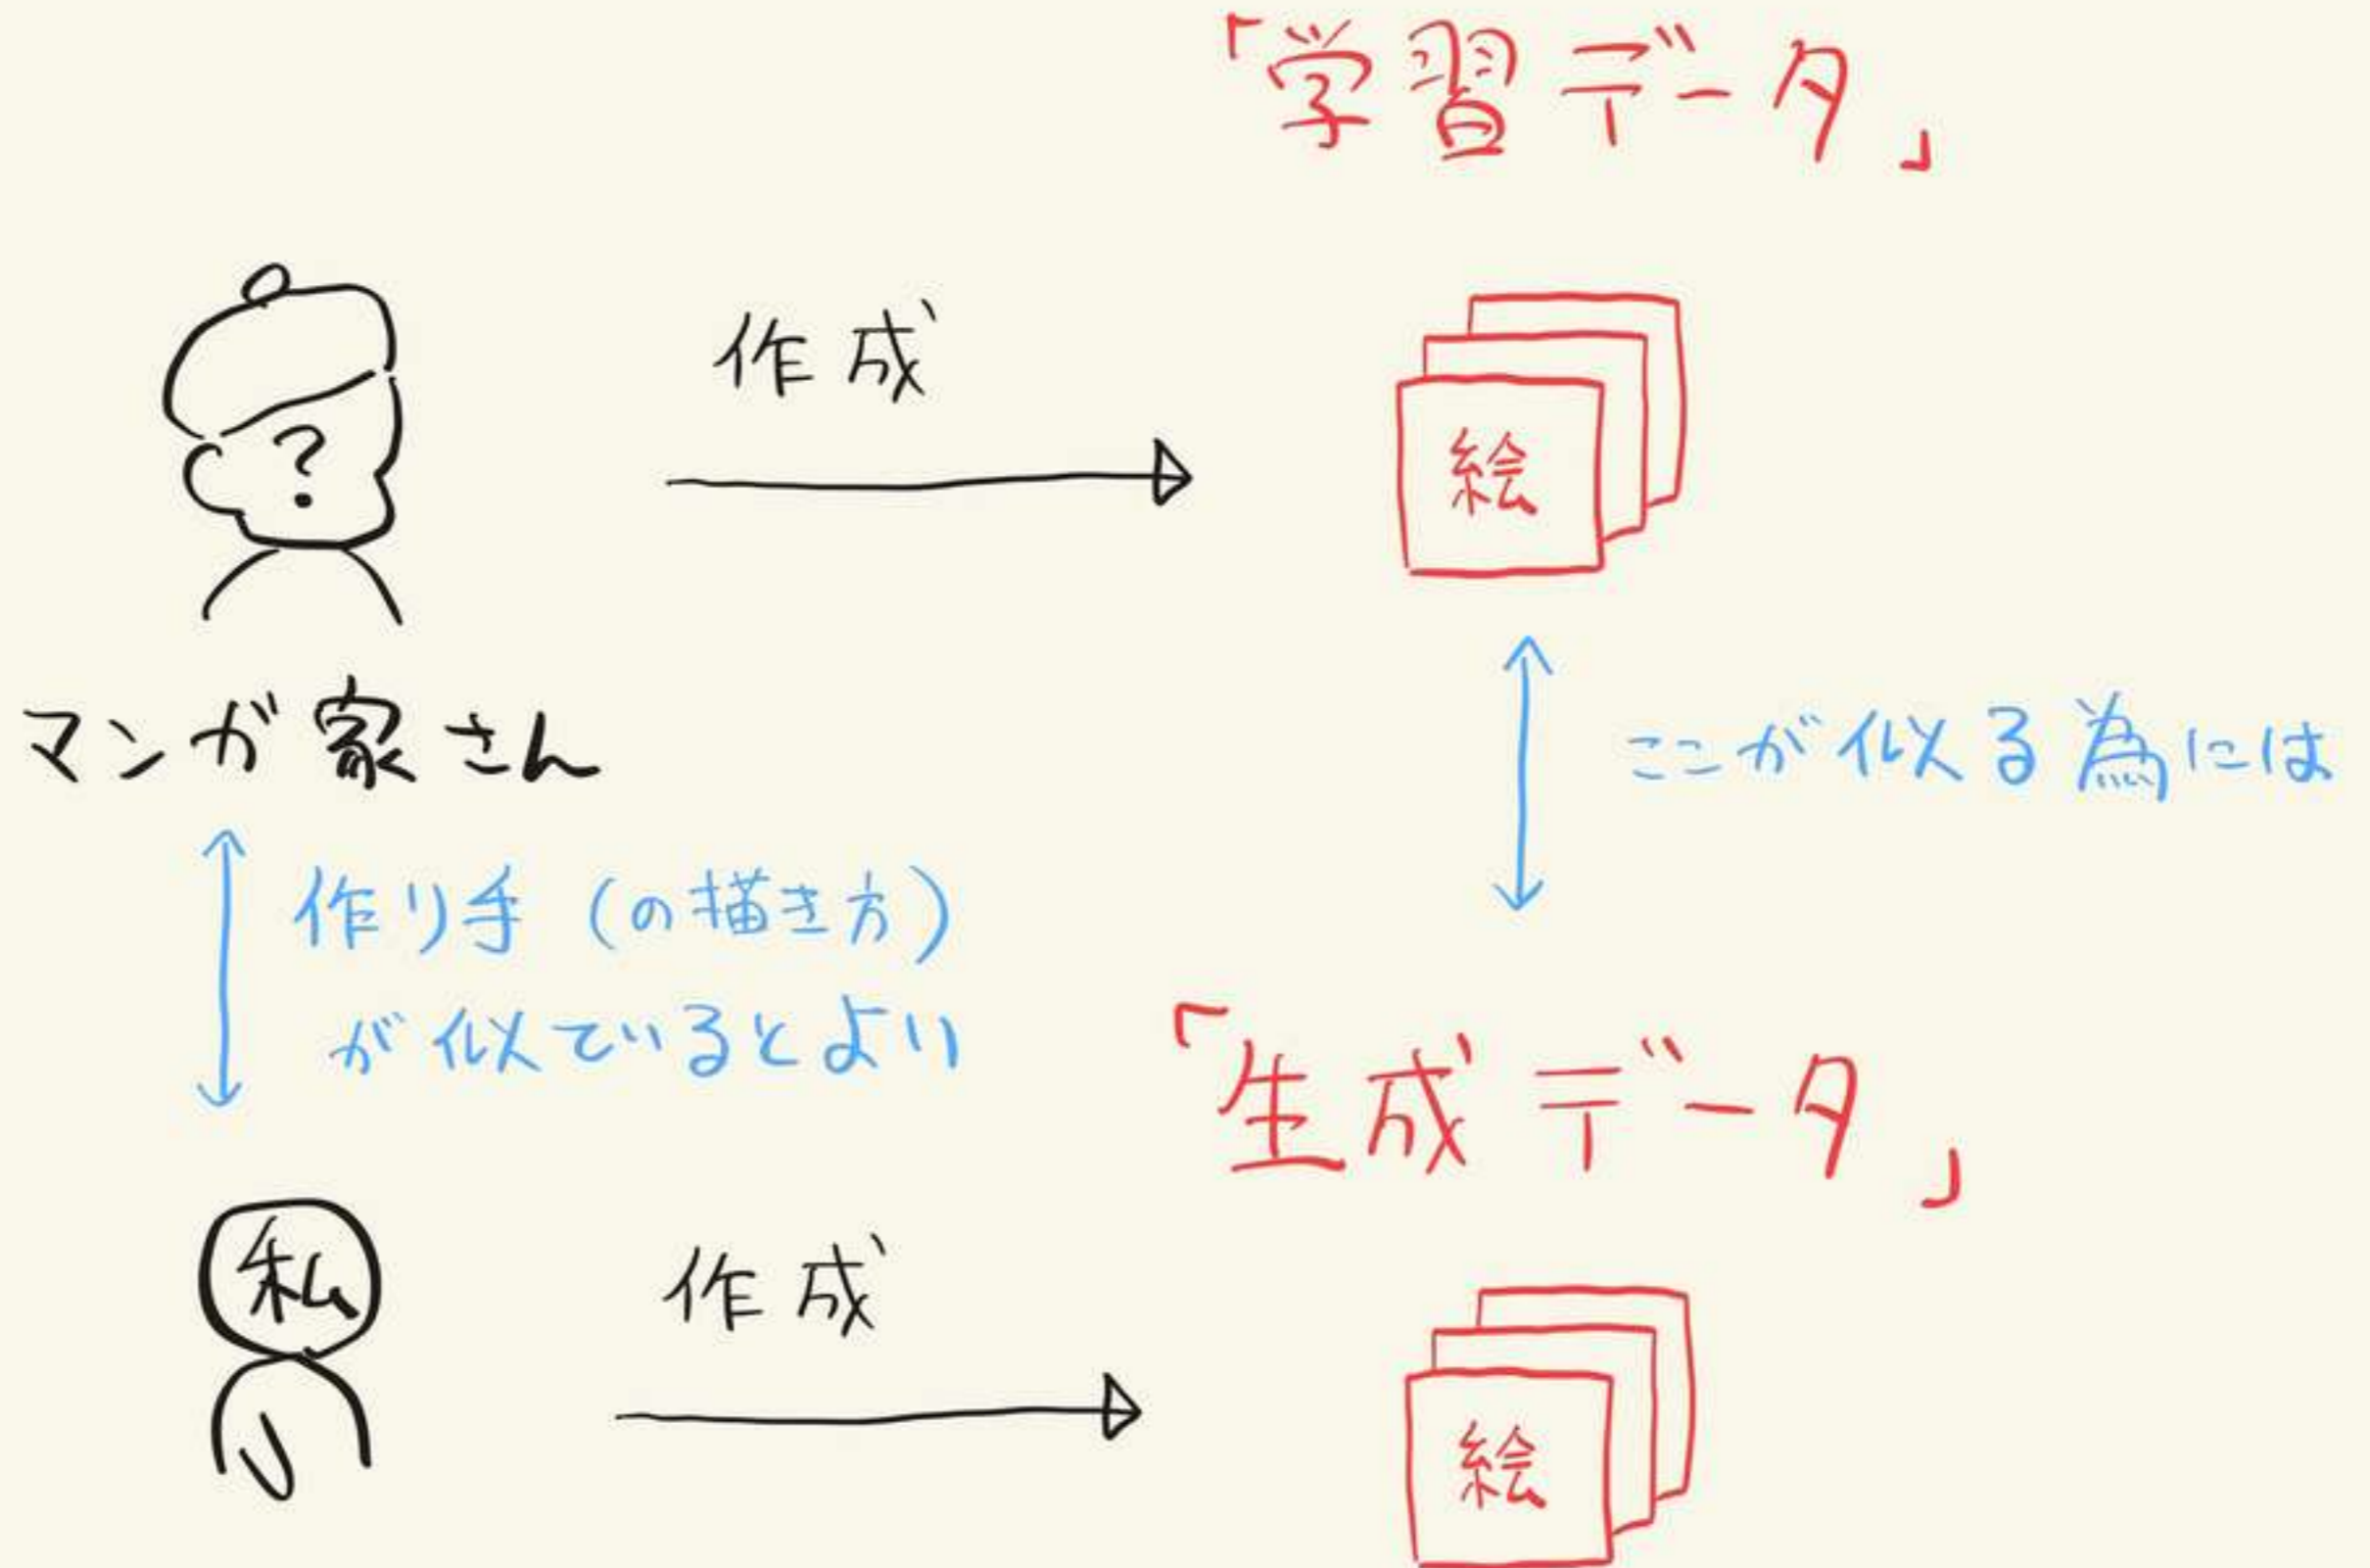 「学習データ」
作成
?
絵
マンガ家さん
ここが似る為には
作り手(の描き方)
が似ているとよい
「生成データ」
私
作成
絵